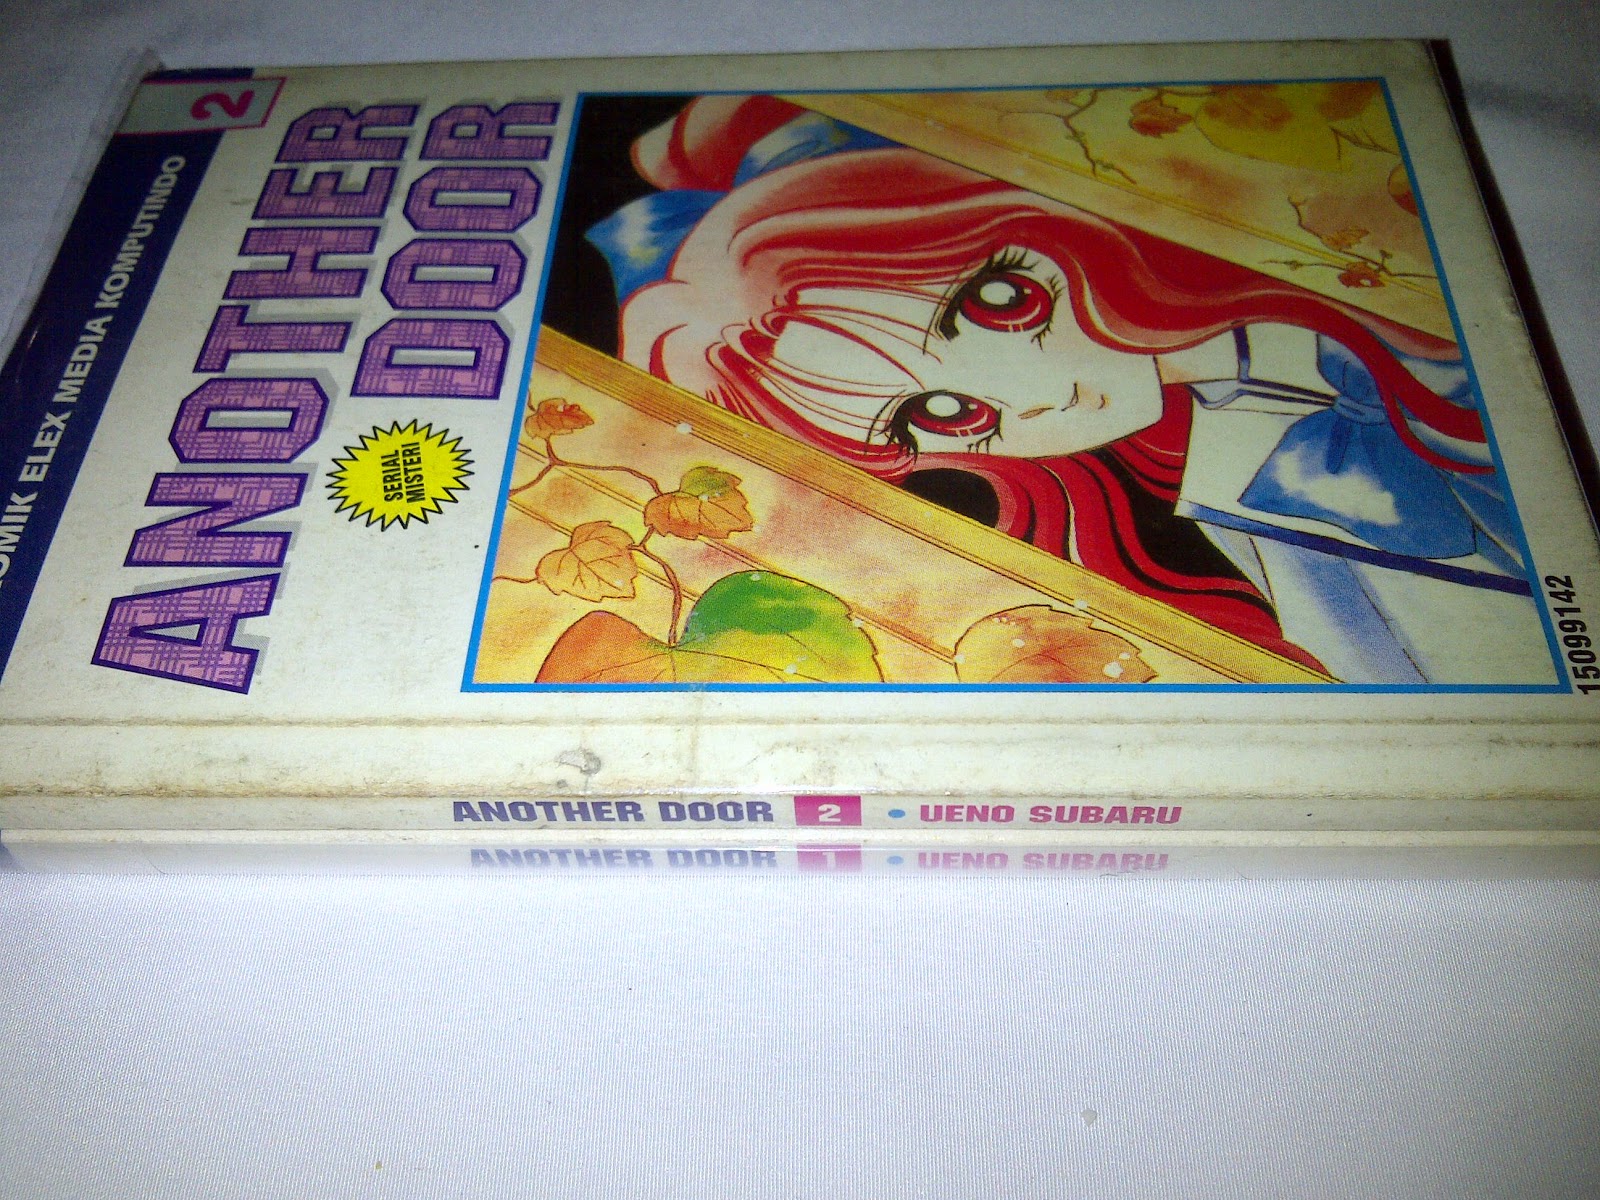 KOMIK ELEX MEDIA KOMPUTINDO
2
ANOTHER
DOOR
SERIAL
MISTERI
15099142
ANOTHER DOOR 2 • UENO SUBARU
ANOTHER DOOR 1 • UENO SUBARU